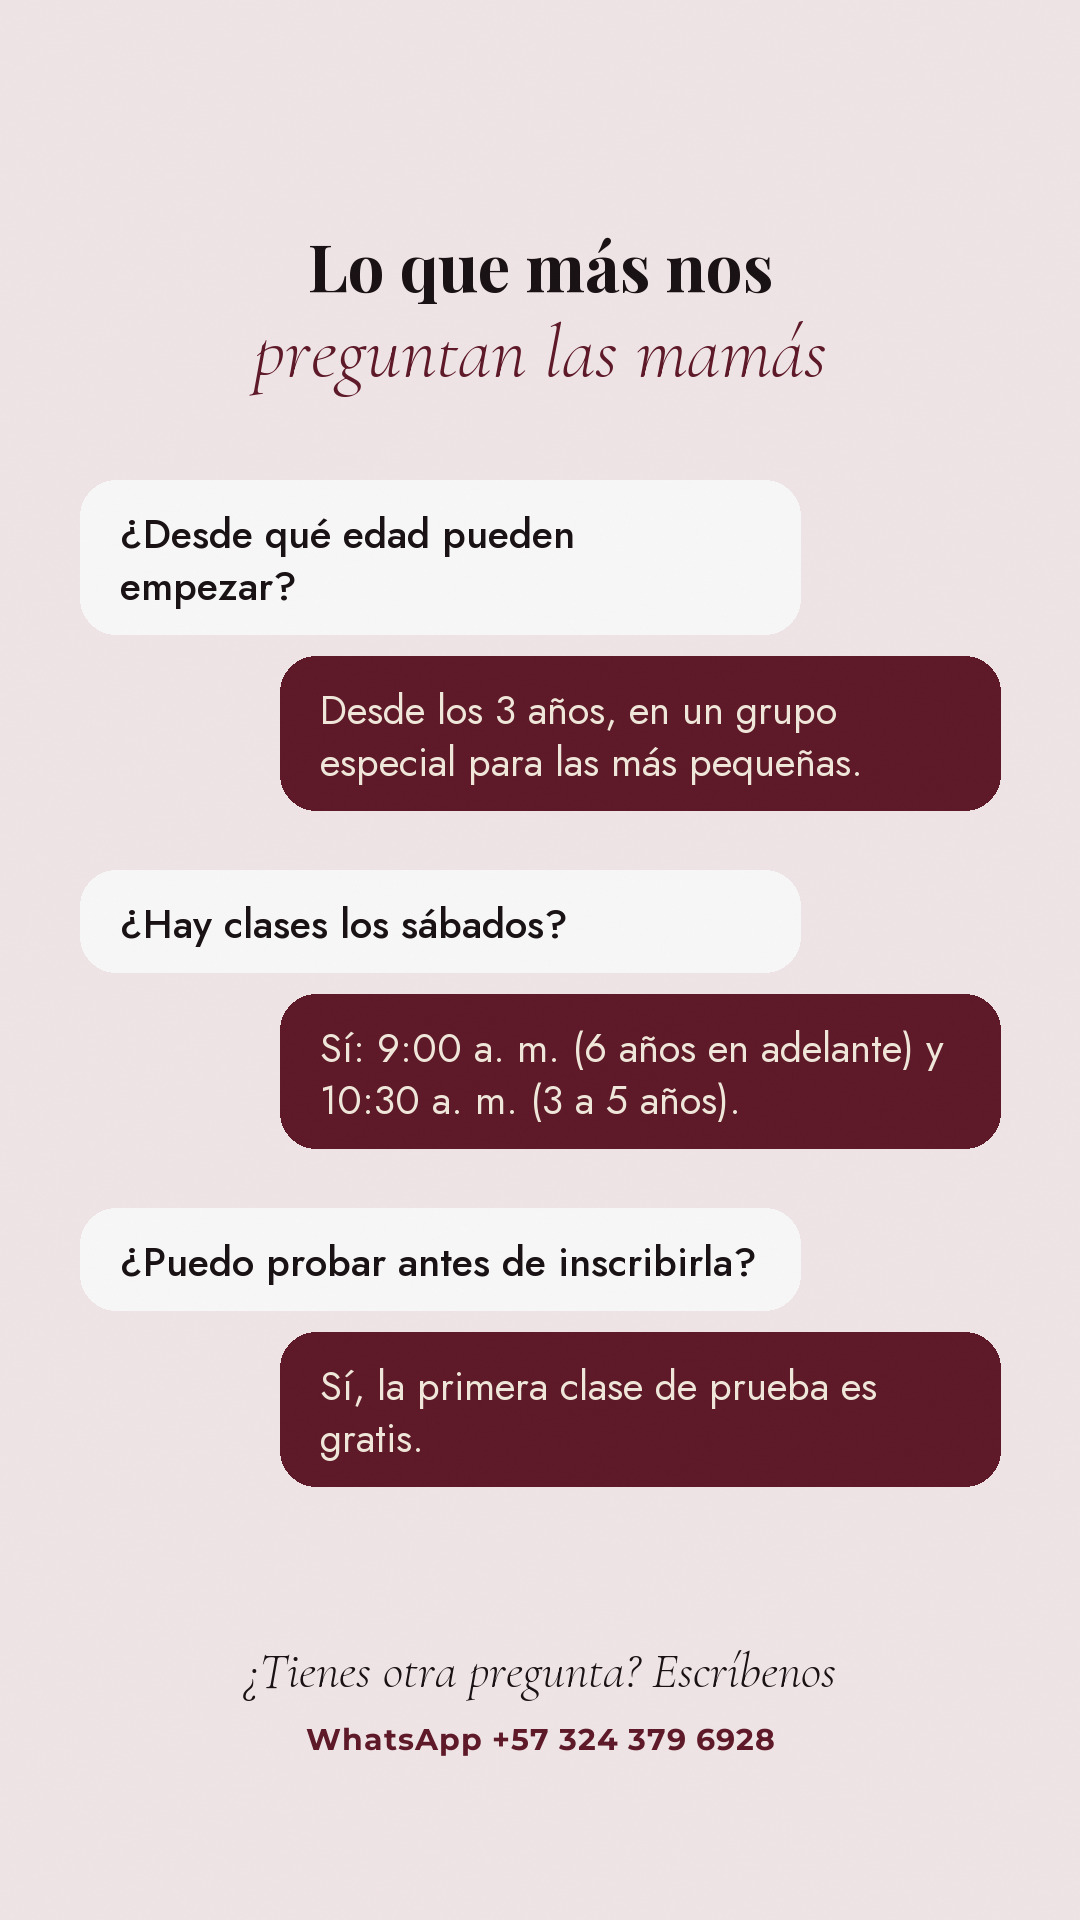 Lo que más nos
preguntan las mamás
¿Desde qué edad pueden
empezar?
Desde los 3 años, en un grupo
especial para las más pequeñas.
¿Hay clases los sábados?
Sí: 9:00 a. m. (6 años en adelante) y
10:30 a. m. (3 a 5 años).
¿Puedo probar antes de inscribirla?
Sí, la primera clase de prueba es
gratis.
¿Tienes otra pregunta? Escríbenos
WhatsApp +57 324 379 6928